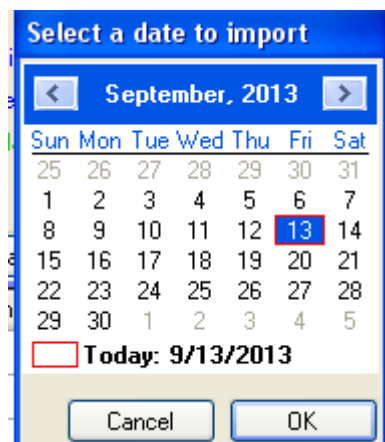 Select a date to import
< September, 2013 >
Sun Mon Tue Wed Thu Fri Sat
25 26 27 28 29 30 31
1 2 3 4 5 6 7
8 9 10 11 12 13 14
15 16 17 18 19 20 21
22 23 24 25 26 27 28
29 30 1 2 3 4 5
Today: 9/13/2013
Cancel OK